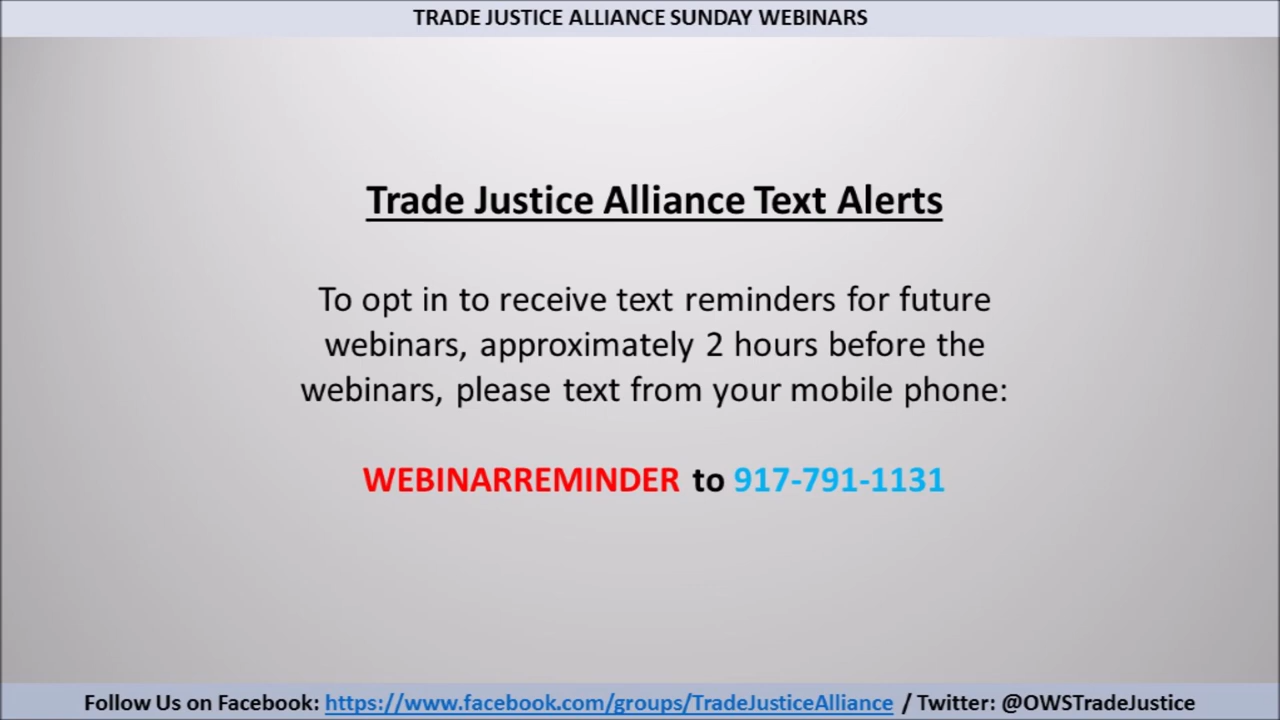 TRADE JUSTICE ALLIANCE SUNDAY WEBINARS
Trade Justice Alliance Text Alerts
To opt in to receive text reminders for future
webinars, approximately 2 hours before the
webinars, please text from your mobile phone:
WEBINARREMINDER to 917-791-1131
Follow Us on Facebook: https://www.facebook.com/groups/TradeJusticeAlliance / Twitter: @OWSTradeJustice